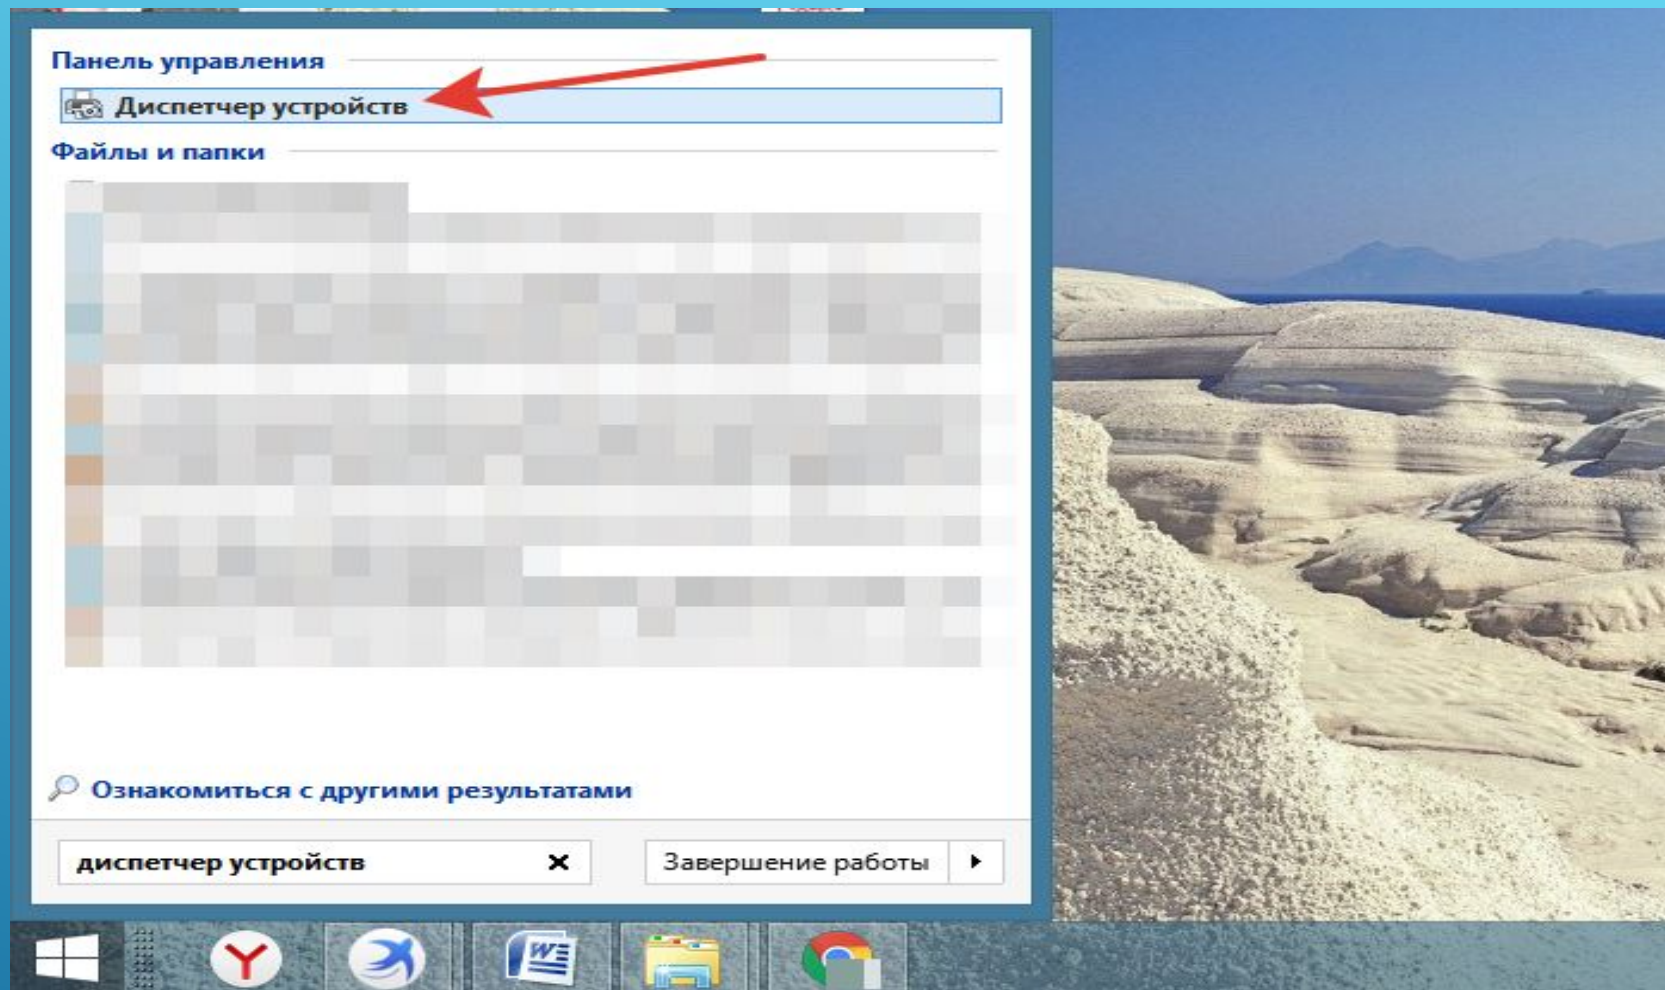 Панель управления
Диспетчер устройств
Файлы и папки
Ознакомиться с другими результатами
диспетчер устройств
Завершение работы